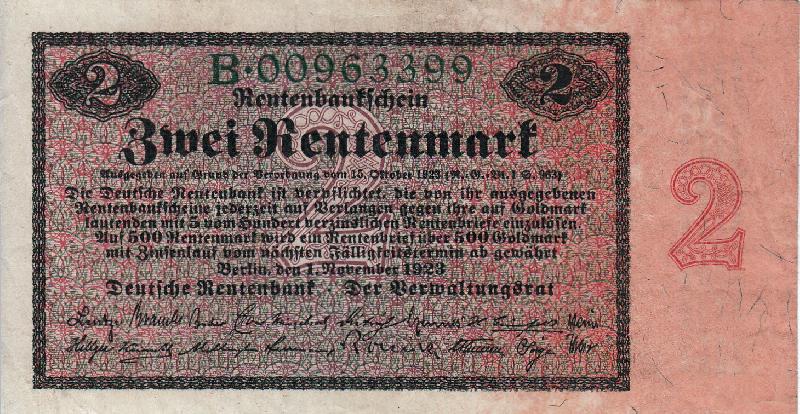 B·00963399
2 2
Rentenbankschein
Zwei Rentenmark
Ausgegeben auf Grund der Verordnung vom 15. Oktober 1923 (R.-G.-Bl. I S. 963)
Die Deutsche Rentenbank ist verpflichtet, die von ihr ausgegebenen
Rentenbankscheine jederzeit auf Verlangen gegen ihre auf Goldmark
lautenden mit 5 vom Hundert verzinslichen Rentenbriefe einzulösen.
Auf 500 Rentenmark wird ein Rentenbrief über 500 Goldmark
mit Zinsenlauf vom nächsten Fälligkeitstermin ab gewährt
Berlin, den 1. November 1923
Deutsche Rentenbank · Der Verwaltungsrat
2
2